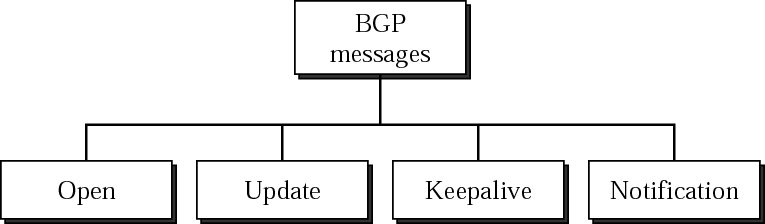 BGP
messages
Open
Update
Keepalive
Notification